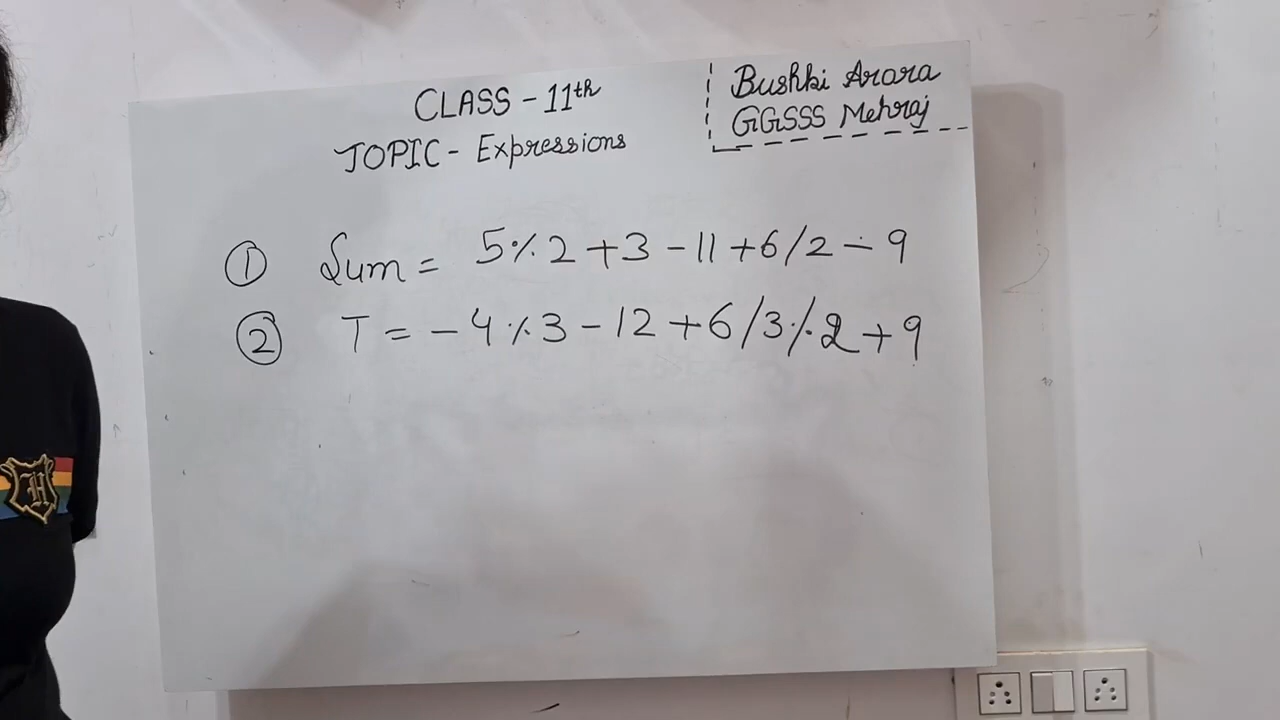 CLASS - 11th
TOPIC - Expressions
Bushki Arora
GGSSS Mehraj
① Sum = 5%2+3-11+6/2-9
② T = -4%3-12+6/3%2+9
H